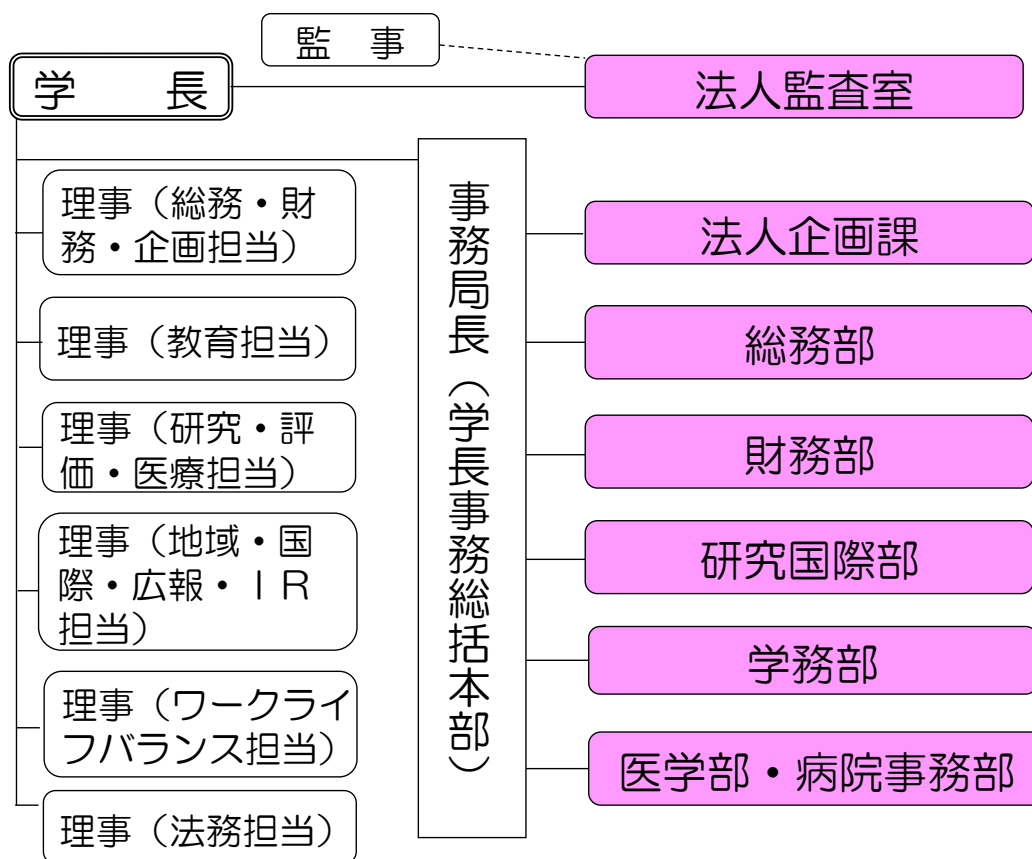 監　事
学　　長
法人監査室
理事（総務・財
務・企画担当）
理事（教育担当）
理事（研究・評
価・医療担当）
理事（地域・国
際・広報・ＩＲ
担当）
理事（ワークライ
フバランス担当）
理事（法務担当）
事務局長（学長事務総括本部）
法人企画課
総務部
財務部
研究国際部
学務部
医学部・病院事務部